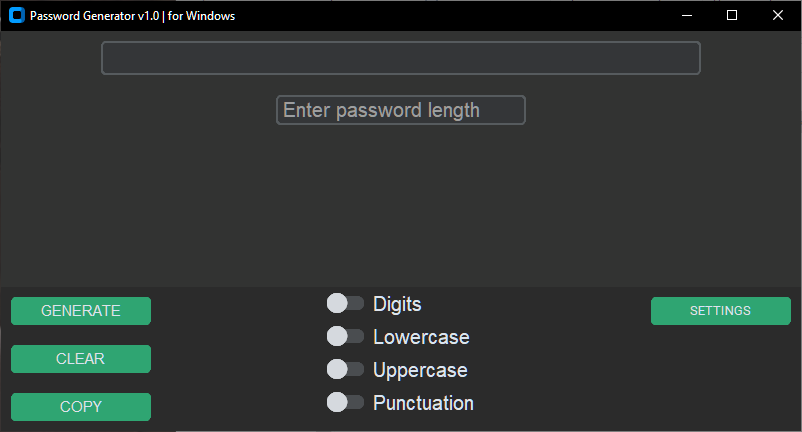 Password Generator v1.0 | for Windows
Enter password length
GENERATE
CLEAR
COPY
Digits
Lowercase
Uppercase
Punctuation
SETTINGS